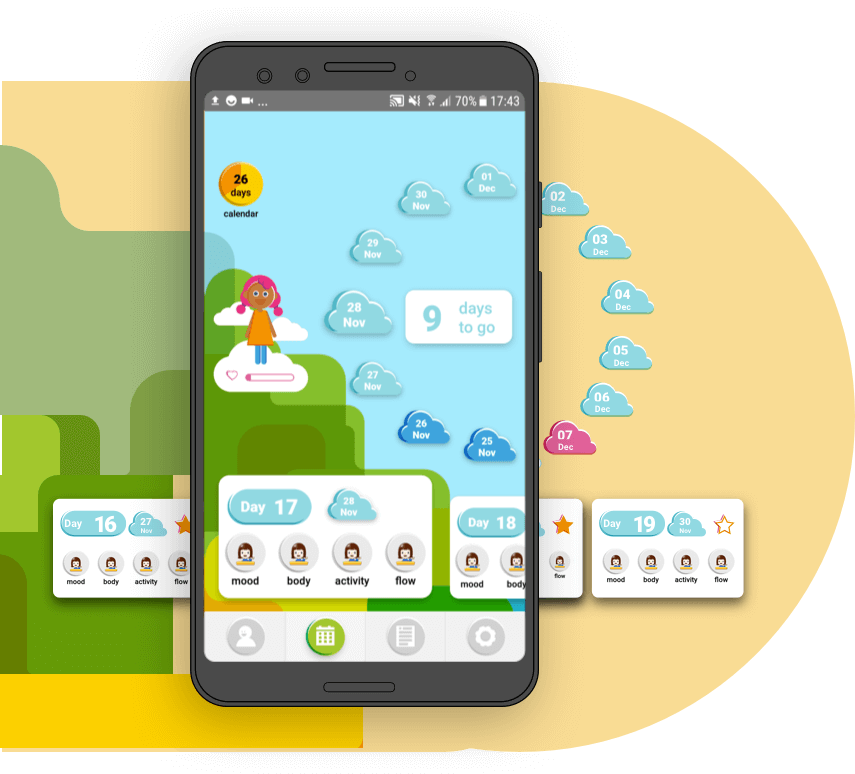 ... 70% 17:43
26
days
calendar
01
Dec
30
Nov
02
Dec
29
Nov
03
Dec
28
Nov
9 days
to go
04
Dec
27
Nov
05
Dec
06
Dec
26
Nov
25
Nov
07
Dec
Day 16
27
Nov
mood body activity flow
Day 17
28
Nov
mood body activity flow
Day 18
mood body
flow
Day 19
30
Nov
mood body activity flow